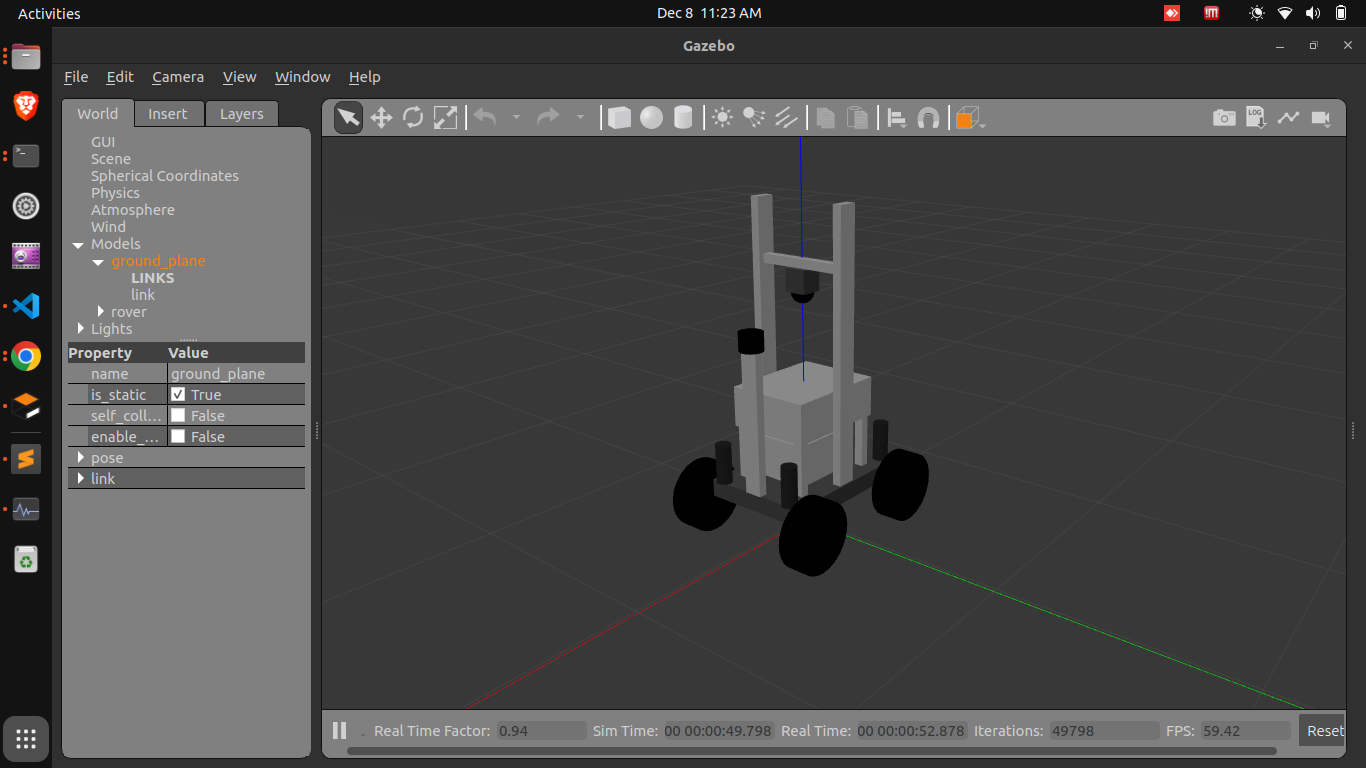 Activities
Dec 8 11:23 AM
Gazebo
File Edit Camera View Window Help
World Insert Layers
LOG
GUI
Scene
Spherical Coordinates
Physics
Atmosphere
Wind
Models
ground_plane
LINKS
link
rover
Lights
Property Value
name ground_plane
is_static True
self_coll... False
enable_... False
pose
link
Real Time Factor: 0.94 Sim Time: 00 00:00:49.798 Real Time: 00 00:00:52.878 Iterations: 49798 FPS: 59.42 Reset